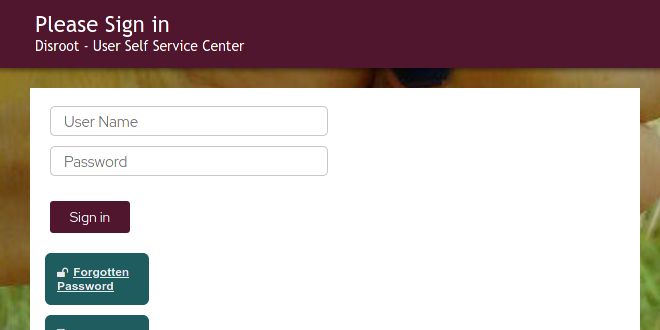 Please Sign in
Disroot - User Self Service Center
User Name
Password
Sign in
Forgotten
Password